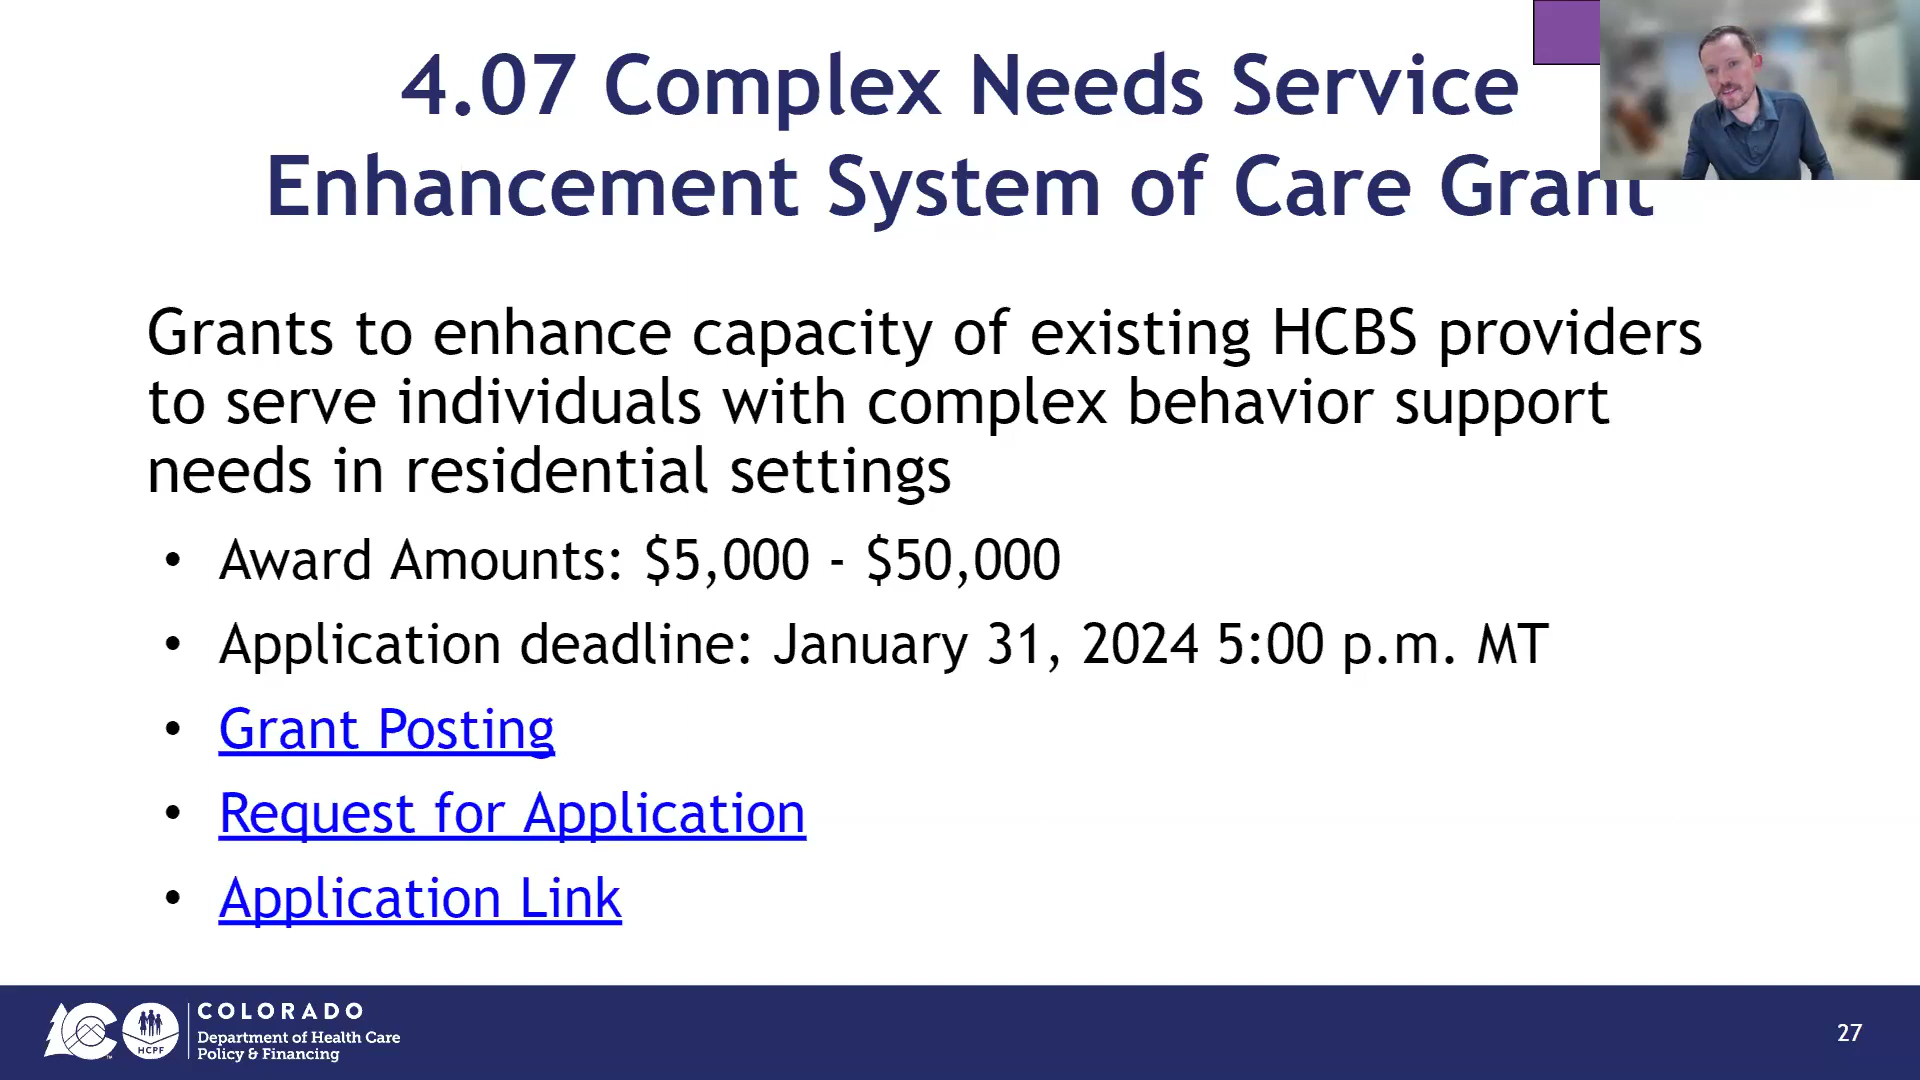 4.07 Complex Needs Service
Enhancement System of Care Grant
Grants to enhance capacity of existing HCBS providers
to serve individuals with complex behavior support
needs in residential settings
• Award Amounts: $5,000 - $50,000
• Application deadline: January 31, 2024 5:00 p.m. MT
• Grant Posting
• Request for Application
• Application Link
HCPF
COLORADO
Department of Health Care
Policy & Financing
27